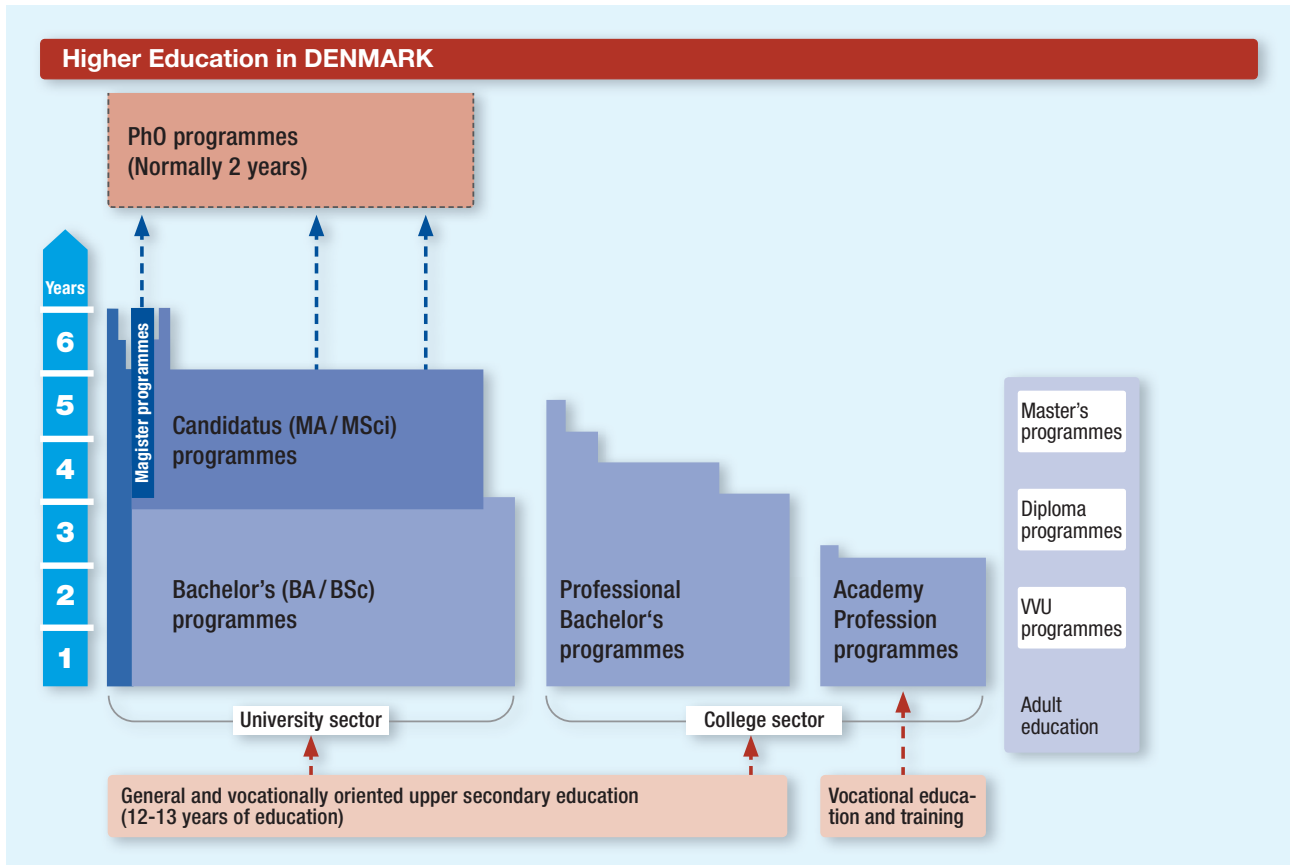 Higher Education in DENMARK
PhO programmes
(Normally 2 years)
Years
6
5
4
3
2
1
Magister programmes
Candidatus (MA / MSci)
programmes
Bachelor's (BA / BSc)
programmes
Professional
Bachelor‘s
programmes
Academy
Profession
programmes
Master's
programmes
Diploma
programmes
VVU
programmes
Adult
education
University sector
College sector
General and vocationally oriented upper secondary education
(12-13 years of education)
Vocational educa-
tion and training